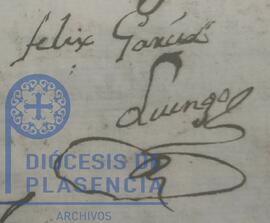 felix Garcia
Luengo
DIÓCESIS DE
PLASENCIA
ARCHIVOS